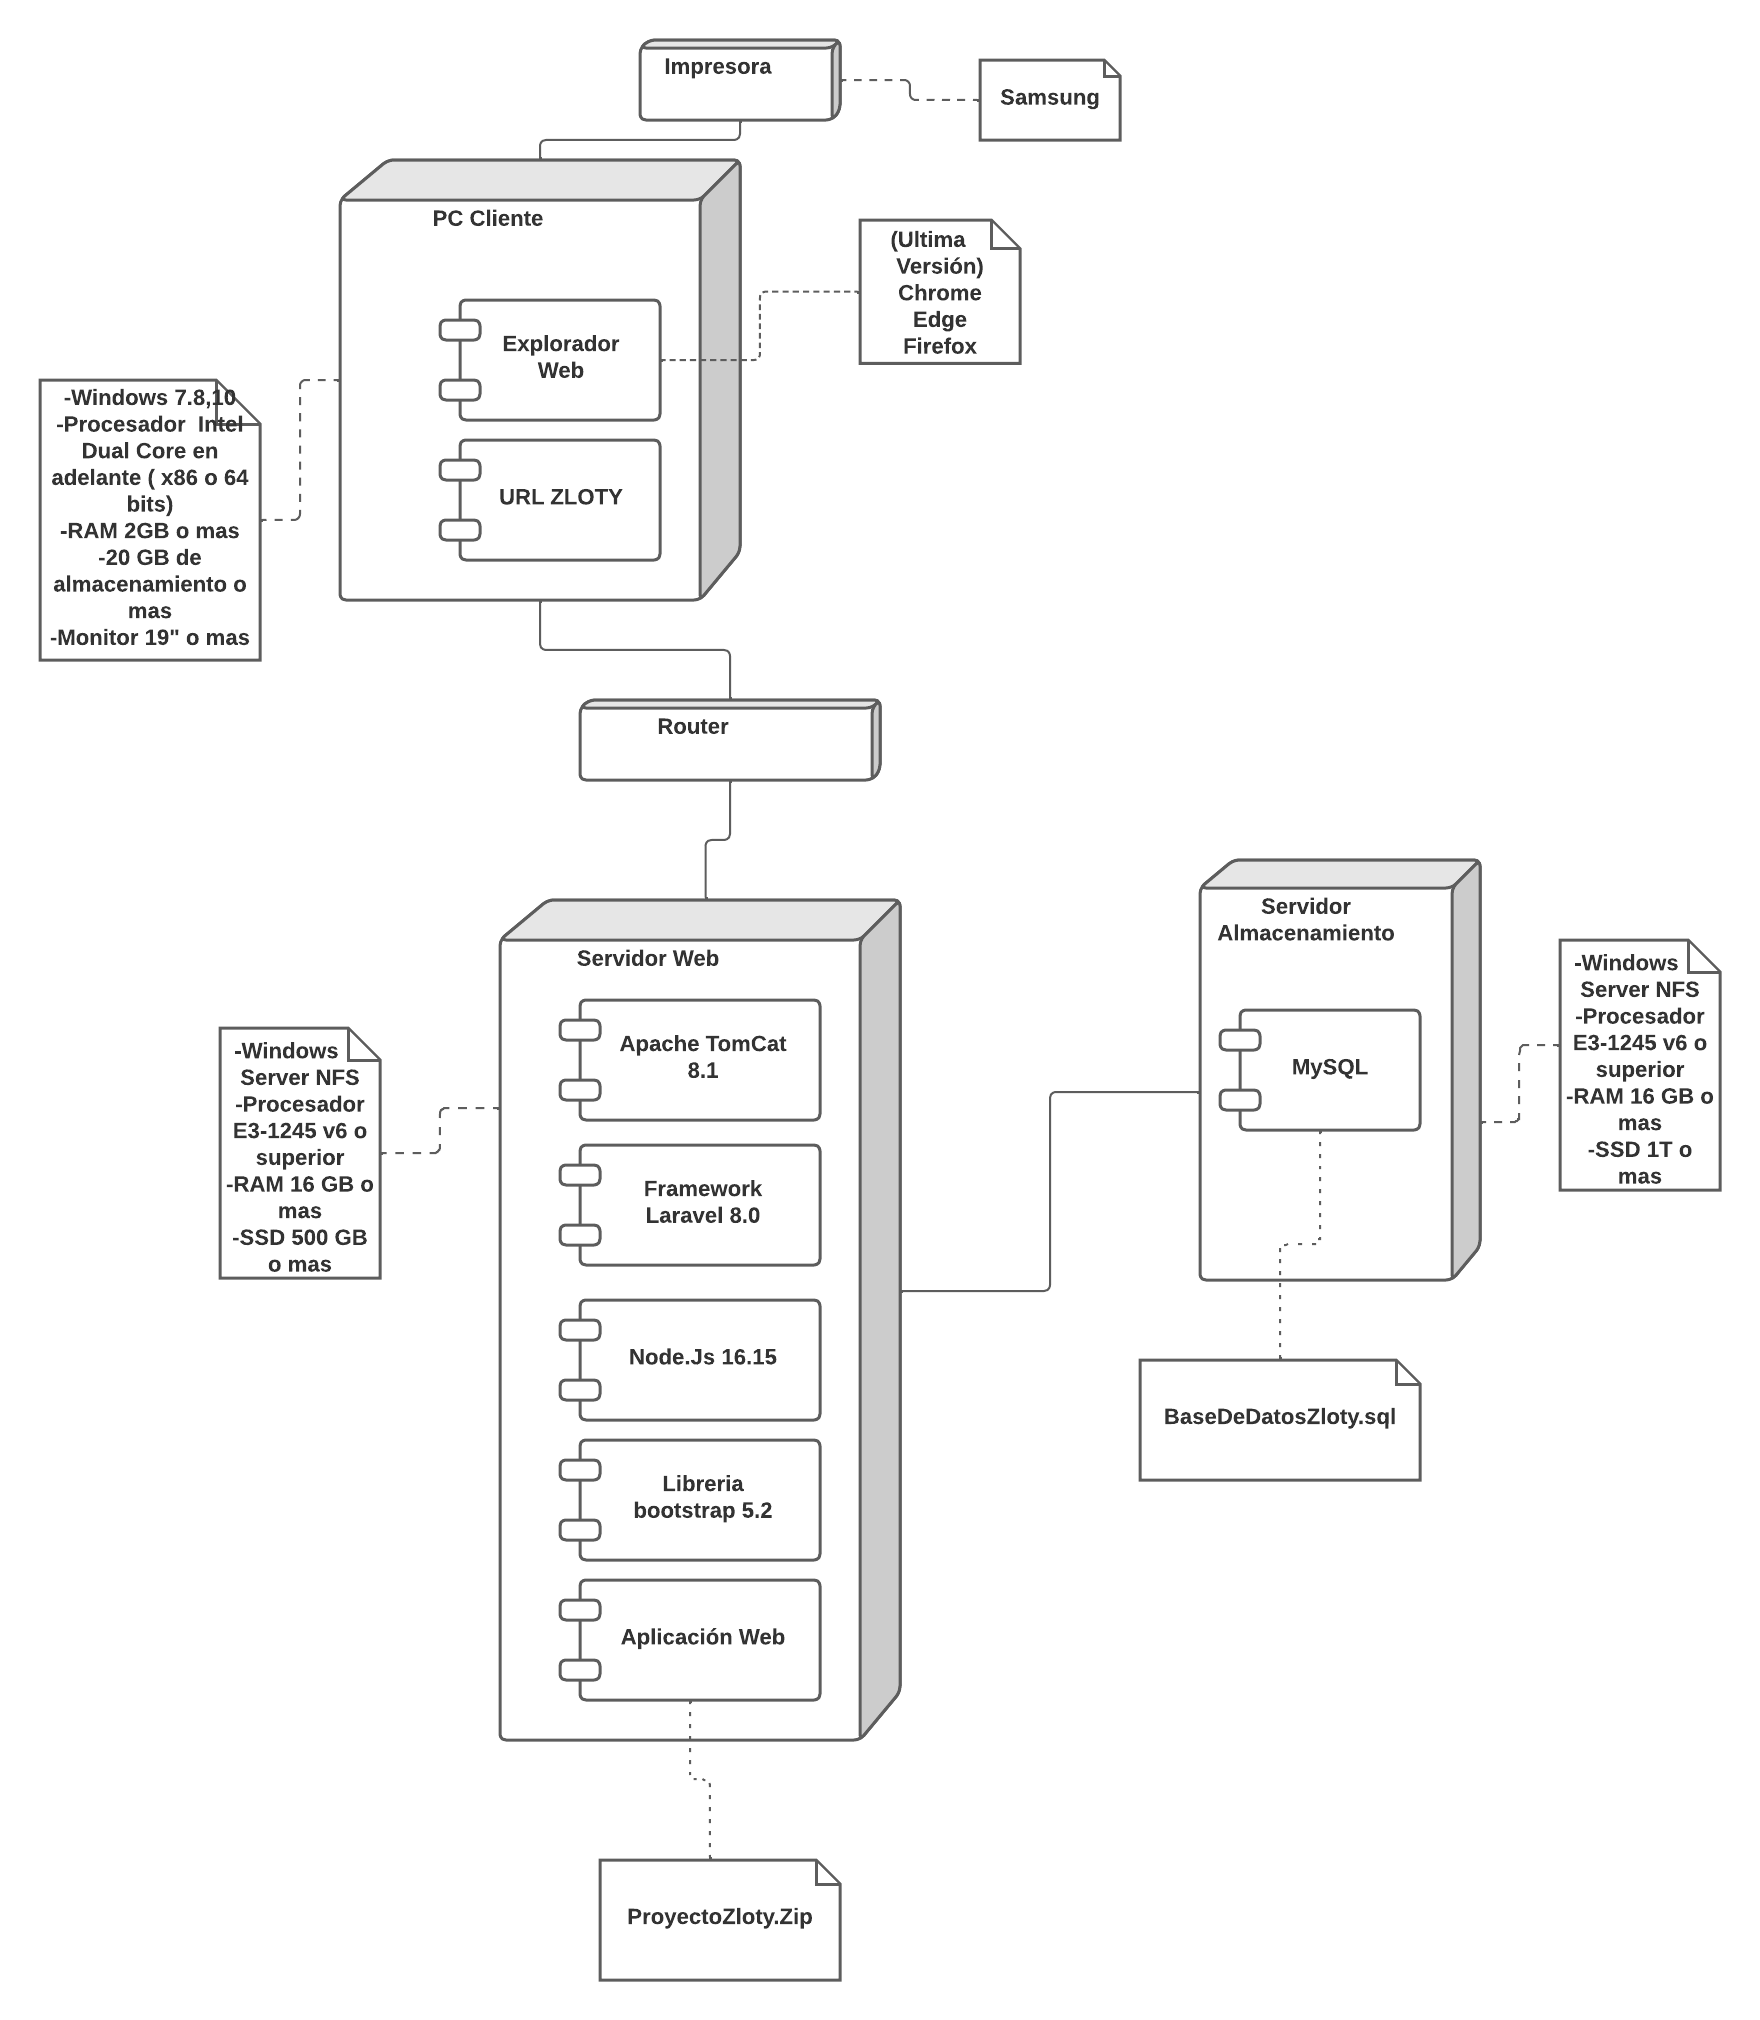 Impresora
Samsung
PC Cliente
(Ultima
Versión)
Chrome
Edge
Firefox
Explorador
Web
URL ZLOTY
-Windows 7.8,10
-Procesador  Intel
Dual Core en
adelante ( x86 o 64
bits)
-RAM 2GB o mas
-20 GB de
almacenamiento o
mas
-Monitor 19" o mas
Router
Servidor Web
Apache TomCat
8.1
Framework
Laravel 8.0
Node.Js 16.15
Libreria
bootstrap 5.2
Aplicación Web
-Windows
Server NFS
-Procesador
E3-1245 v6 o
superior
-RAM 16 GB o
mas
-SSD 500 GB
o mas
Servidor
Almacenamiento
MySQL
-Windows
Server NFS
-Procesador
E3-1245 v6 o
superior
-RAM 16 GB o
mas
-SSD 1T o
mas
BaseDeDatosZloty.sql
ProyectoZloty.Zip